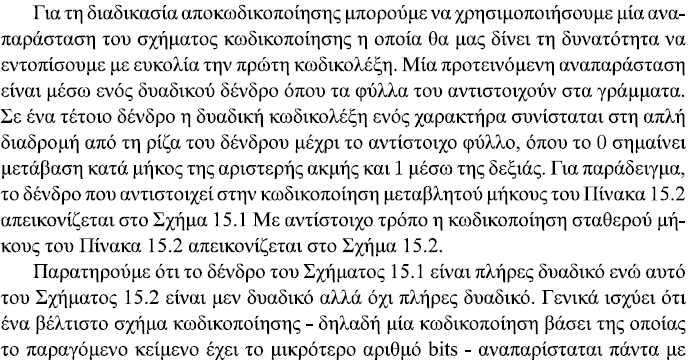 Για τη διαδικασία αποκωδικοποίησης μπορούμε να χρησιμοποιήσουμε μία ανα-
παράσταση του σχήματος κωδικοποίησης η οποία θα μας δίνει τη δυνατότητα να
εντοπίσουμε με ευκολία την πρώτη κωδικολέξη. Μία προτεινόμενη αναπαράσταση
είναι μέσω ενός δυαδικού δένδρο όπου τα φύλλα του αντιστοιχούν στα γράμματα.
Σε ένα τέτοιο δένδρο η δυαδική κωδικολέξη ενός χαρακτήρα συνίσταται στη απλή
διαδρομή από τη ρίζα του δένδρου μέχρι το αντίστοιχο φύλλο, όπου το 0 σημαίνει
μετάβαση κατά μήκος της αριστερής ακμής και 1 μέσω της δεξιάς. Για παράδειγμα,
το δένδρο που αντιστοιχεί στην κωδικοποίηση μεταβλητού μήκους του Πίνακα 15.2
απεικονίζεται στο Σχήμα 15.1 Με αντίστοιχο τρόπο η κωδικοποίηση σταθερού μή-
κους του Πίνακα 15.2 απεικονίζεται στο Σχήμα 15.2.
Παρατηρούμε ότι το δένδρο του Σχήματος 15.1 είναι πλήρες δυαδικό ενώ αυτό
του Σχήματος 15.2 είναι μεν δυαδικό αλλά όχι πλήρες δυαδικό. Γενικά ισχύει ότι
ένα βέλτιστο σχήμα κωδικοποίησης - δηλαδή μία κωδικοποίηση βάσει της οποίας
το παραγόμενο κείμενο έχει το μικρότερο αριθμό bits - αναπαρίσταται πάντα με